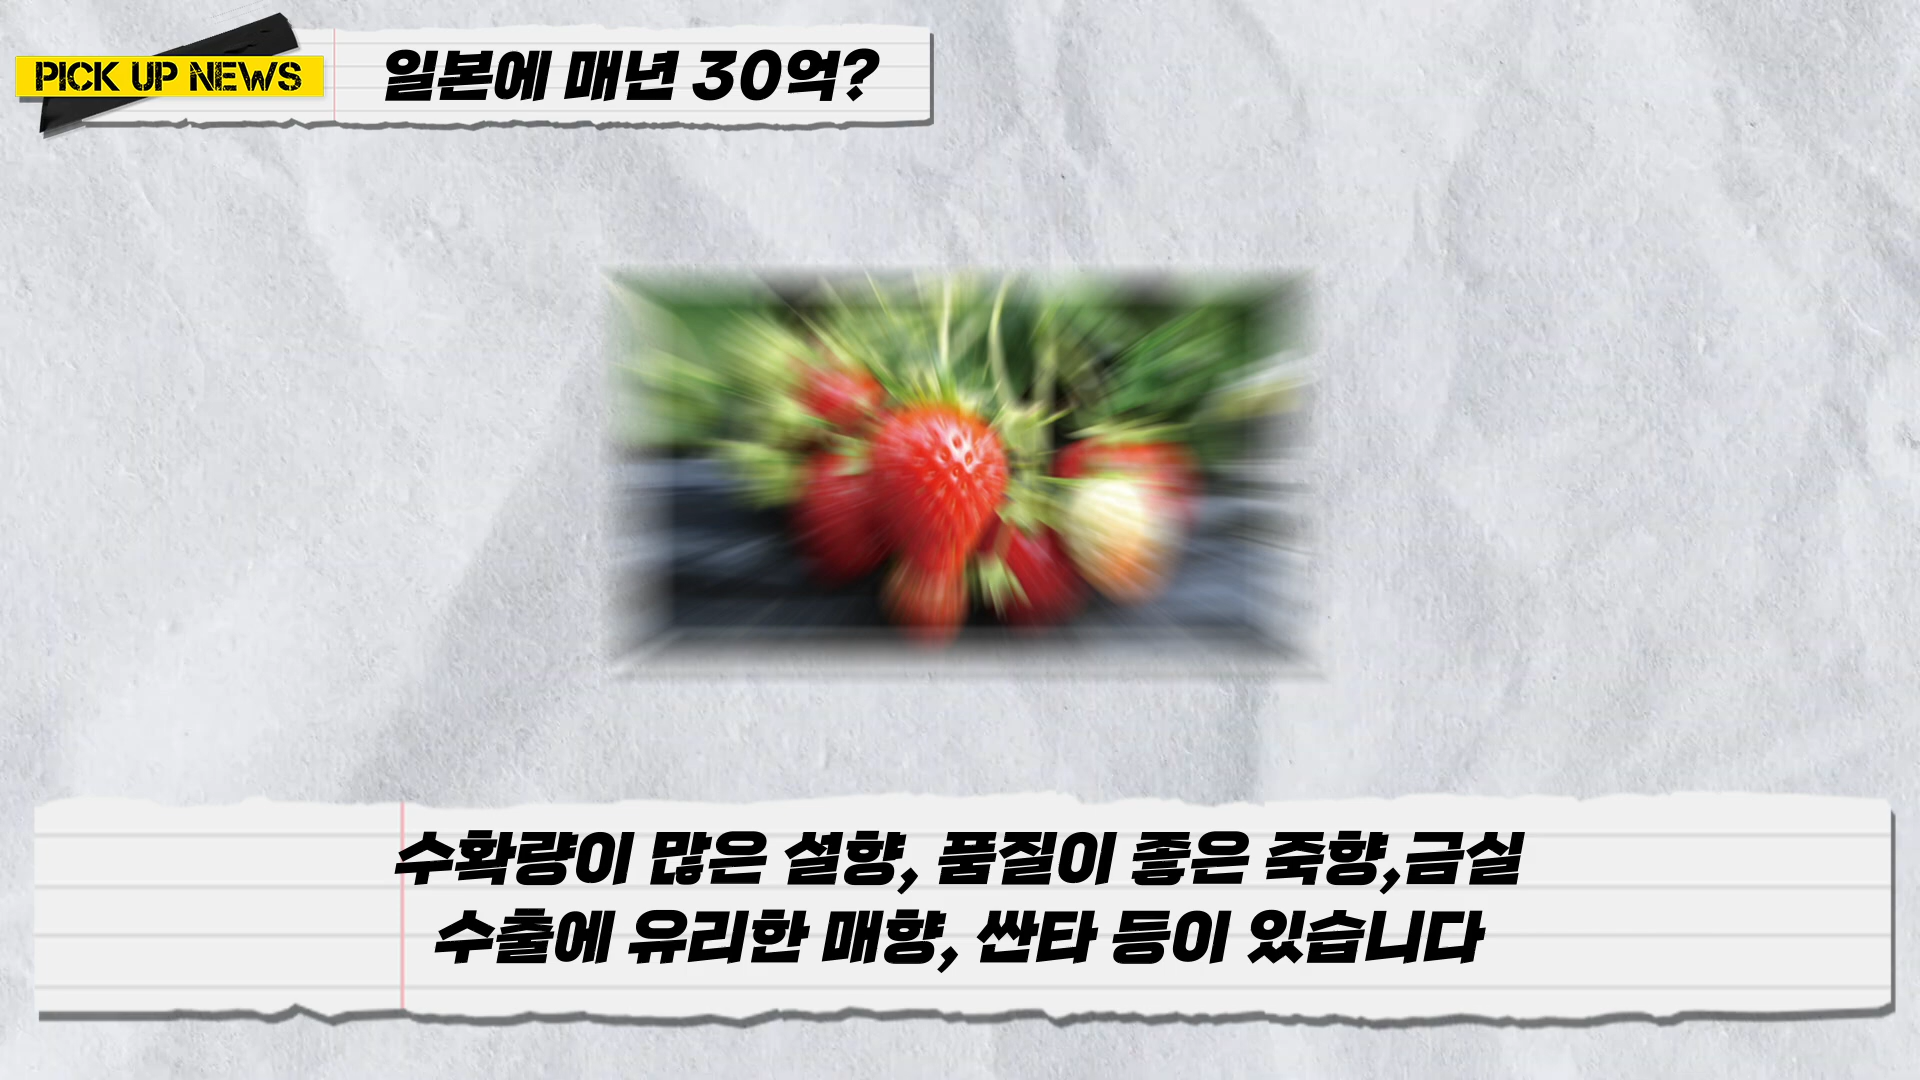 PICK UP NEWS
일본에 매년 30억?
수확량이 많은 설향, 품질이 좋은 죽향,금실
수출에 유리한 매향, 싼타 등이 있습니다